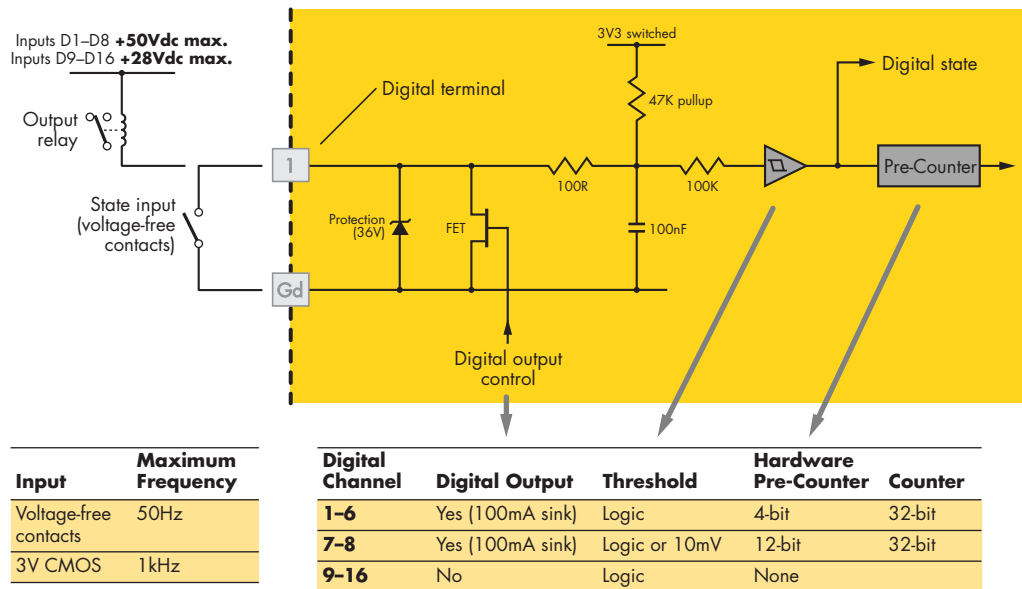 Inputs D1–D8 +50Vdc max.
Inputs D9–D16 +28Vdc max.
3V3 switched
Digital state
Digital terminal
47K pullup
Output
relay
1
100R
100K
Pre-Counter
State input
(voltage-free
contacts)
Protection
(36V)
FET
100nF
Gd
Digital output
control
Input Maximum Frequency
Voltage-free contacts 50Hz
3V CMOS 1kHz
Digital Channel Digital Output Threshold Hardware Pre-Counter Counter
1–6 Yes (100mA sink) Logic 4-bit 32-bit
7–8 Yes (100mA sink) Logic or 10mV 12-bit 32-bit
9–16 No Logic None